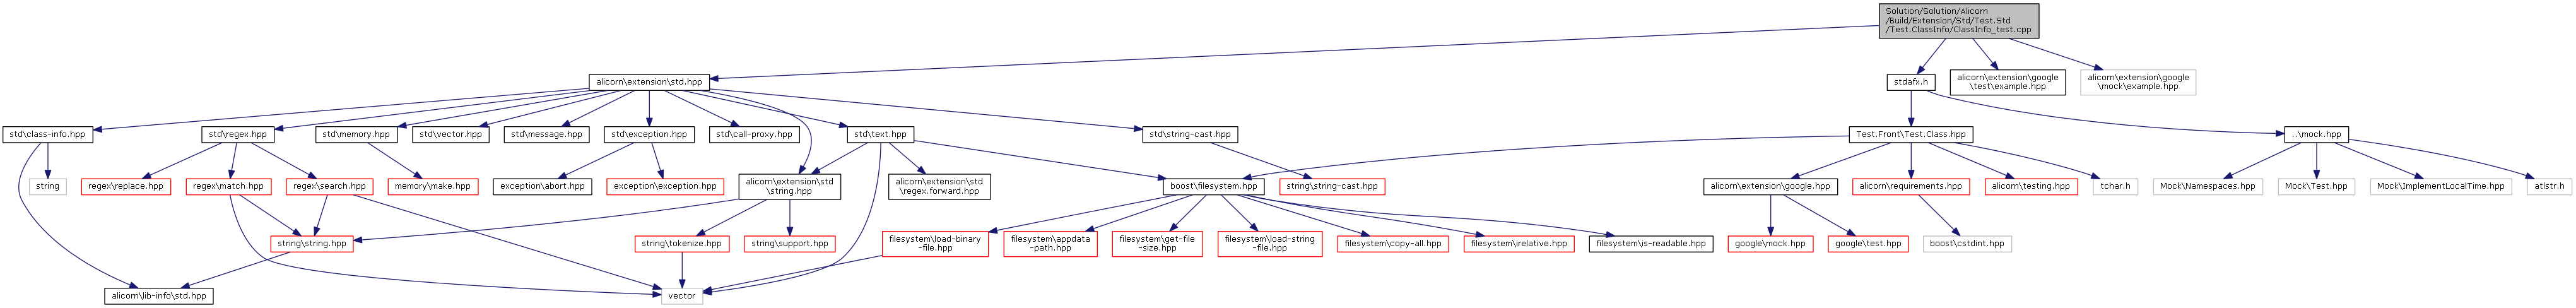 Solution/Solution/Alicorn
/Build/Extension/Std/Test.Std
/Test.ClassInfo/ClassInfo_test.cpp
alicorn\extension\std.hpp
stdafx.h
alicorn\extension\google
\test\example.hpp
alicorn\extension\google
\mock\example.hpp
std\class-info.hpp
std\regex.hpp
std\memory.hpp
std\vector.hpp
std\message.hpp
std\exception.hpp
std\call-proxy.hpp
std\text.hpp
std\string-cast.hpp
Test.Front\Test.Class.hpp
..\mock.hpp
string
regex\replace.hpp
regex\match.hpp
regex\search.hpp
memory\make.hpp
exception\abort.hpp
exception\exception.hpp
alicorn\extension\std
\string.hpp
alicorn\extension\std
\regex.forward.hpp
boost\filesystem.hpp
string\string-cast.hpp
alicorn\extension\google.hpp
alicorn\requirements.hpp
alicorn\testing.hpp
tchar.h
Mock\Namespaces.hpp
Mock\Test.hpp
Mock\ImplementLocalTime.hpp
atlstr.h
string\string.hpp
string\tokenize.hpp
string\support.hpp
filesystem\load-binary
-file.hpp
filesystem\appdata
-path.hpp
filesystem\get-file
-size.hpp
filesystem\load-string
-file.hpp
filesystem\copy-all.hpp
filesystem\irelative.hpp
filesystem\is-readable.hpp
google\mock.hpp
google\test.hpp
boost\cstdint.hpp
alicorn\lib-info\std.hpp
vector